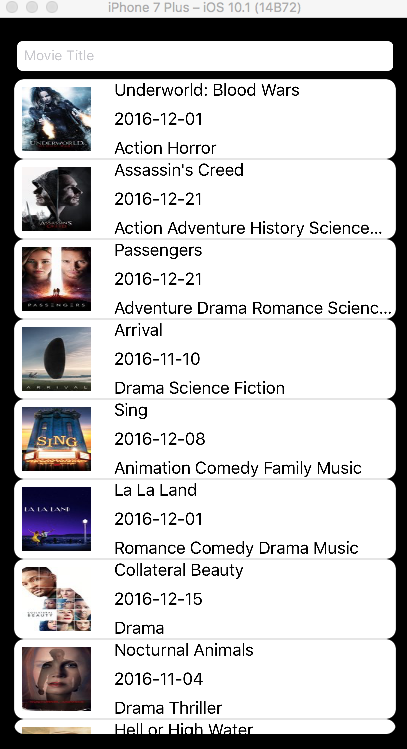 iPhone 7 Plus – iOS 10.1 (14B72)
Movie Title
Underworld: Blood Wars
2016-12-01
Action Horror
UNDERWORLD
Assassin's Creed
2016-12-21
Action Adventure History Science...
ASSASSIN'S
Passengers
2016-12-21
Adventure Drama Romance Scienc...
PASSENGERS
Arrival
2016-11-10
Drama Science Fiction
ARRIVAL
Sing
2016-12-08
Animation Comedy Family Music
SING
La La Land
2016-12-01
Romance Comedy Drama Music
LA LA LAND
Collateral Beauty
2016-12-15
Drama
BEAUTY
Nocturnal Animals
2016-11-04
Drama Thriller
Hell or High Water